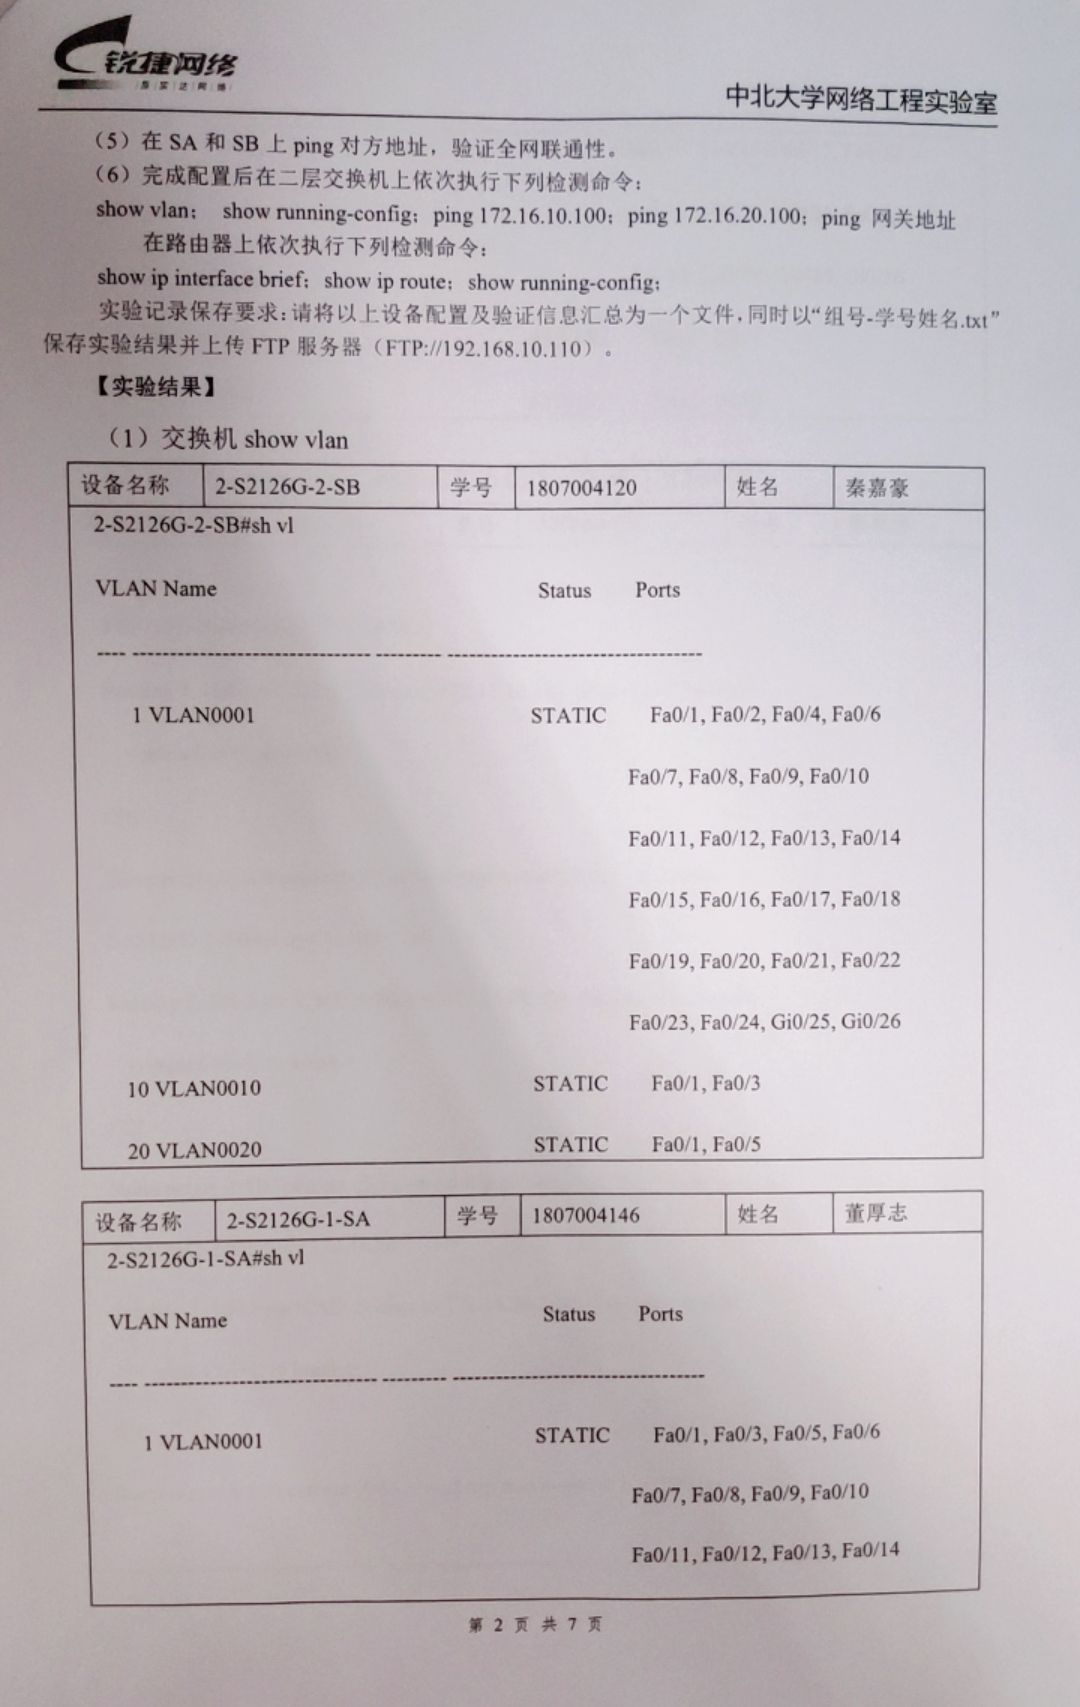 锐捷网络
中北大学网络工程实验室
（5）在 SA 和 SB 上 ping 对方地址，验证全网联通性。
（6）完成配置后在二层交换机上依次执行下列检测命令：
show vlan； show running-config；ping 172.16.10.100；ping 172.16.20.100；ping 网关地址
在路由器上依次执行下列检测命令：
show ip interface brief；show ip route；show running-config；
实验记录保存要求：请将以上设备配置及验证信息汇总为一个文件，同时以“组号-学号姓名.txt”
保存实验结果并上传 FTP 服务器（FTP://192.168.10.110）。
【实验结果】
（1）交换机 show vlan
设备名称 2-S2126G-2-SB 学号 1807004120 姓名 秦嘉豪
2-S2126G-2-SB#sh vl
VLAN Name Status Ports
---- -------------------------------- --------- -----------------------------------
1 VLAN0001 STATIC Fa0/1, Fa0/2, Fa0/4, Fa0/6
Fa0/7, Fa0/8, Fa0/9, Fa0/10
Fa0/11, Fa0/12, Fa0/13, Fa0/14
Fa0/15, Fa0/16, Fa0/17, Fa0/18
Fa0/19, Fa0/20, Fa0/21, Fa0/22
Fa0/23, Fa0/24, Gi0/25, Gi0/26
10 VLAN0010 STATIC Fa0/1, Fa0/3
20 VLAN0020 STATIC Fa0/1, Fa0/5
设备名称 2-S2126G-1-SA 学号 1807004146 姓名 董厚志
2-S2126G-1-SA#sh vl
VLAN Name Status Ports
---- -------------------------------- --------- -----------------------------------
1 VLAN0001 STATIC Fa0/1, Fa0/3, Fa0/5, Fa0/6
Fa0/7, Fa0/8, Fa0/9, Fa0/10
Fa0/11, Fa0/12, Fa0/13, Fa0/14
第 2 页 共 7 页